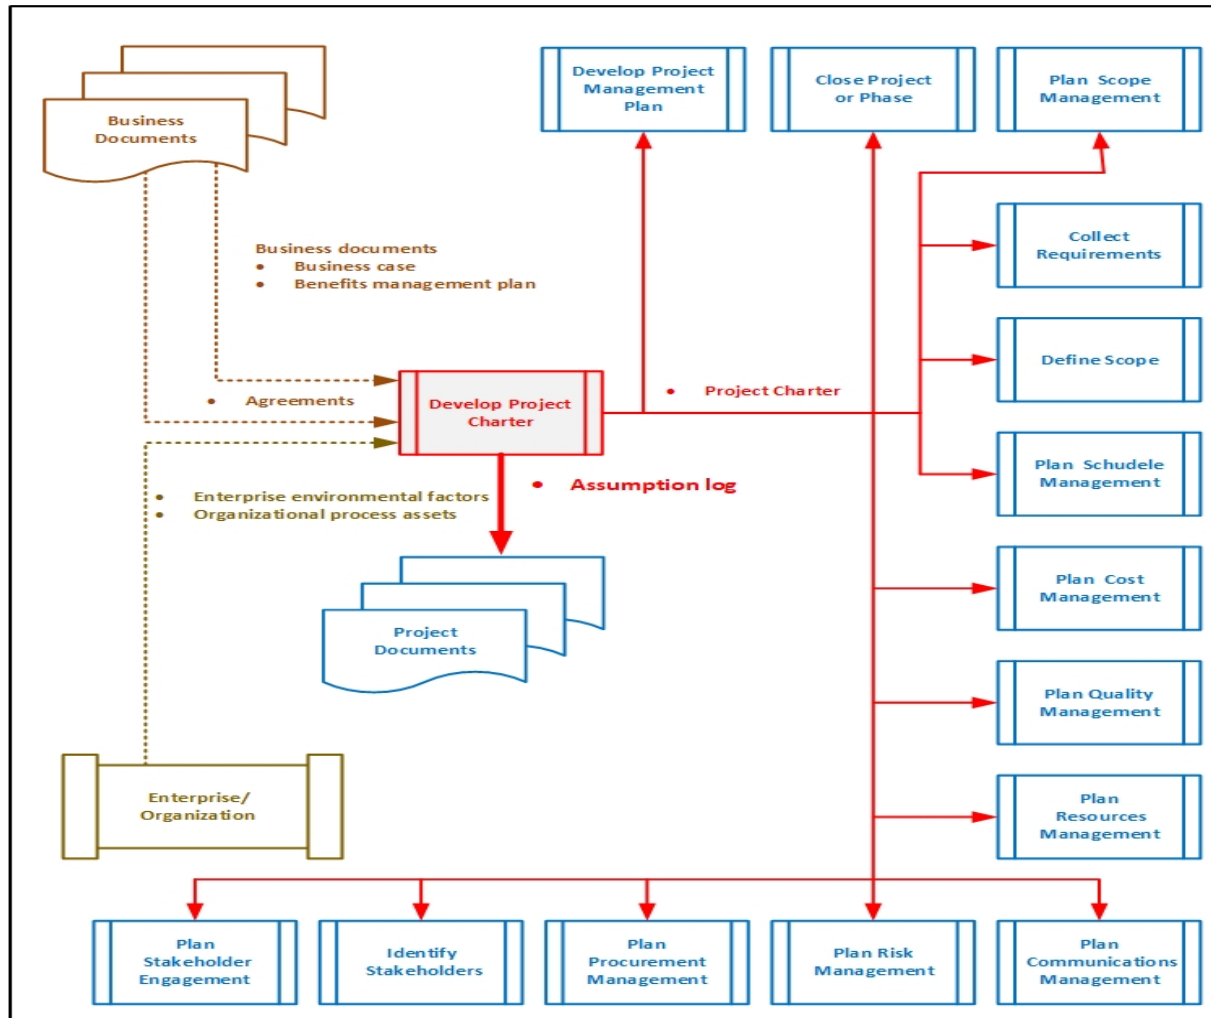 Develop Project
Management
Plan
Close Project
or Phase
Plan Scope
Management
Business
Documents
Business documents
• Business case
• Benefits management plan
Collect
Requirements
Define Scope
• Agreements
Develop Project
Charter
• Project Charter
Plan Schudele
Management
• Enterprise environmental factors
• Organizational process assets
• Assumption log
Plan Cost
Management
Project
Documents
Plan Quality
Management
Enterprise/
Organization
Plan
Resources
Management
Plan
Stakeholder
Engagement
Identify
Stakeholders
Plan
Procurement
Management
Plan Risk
Management
Plan
Communications
Management